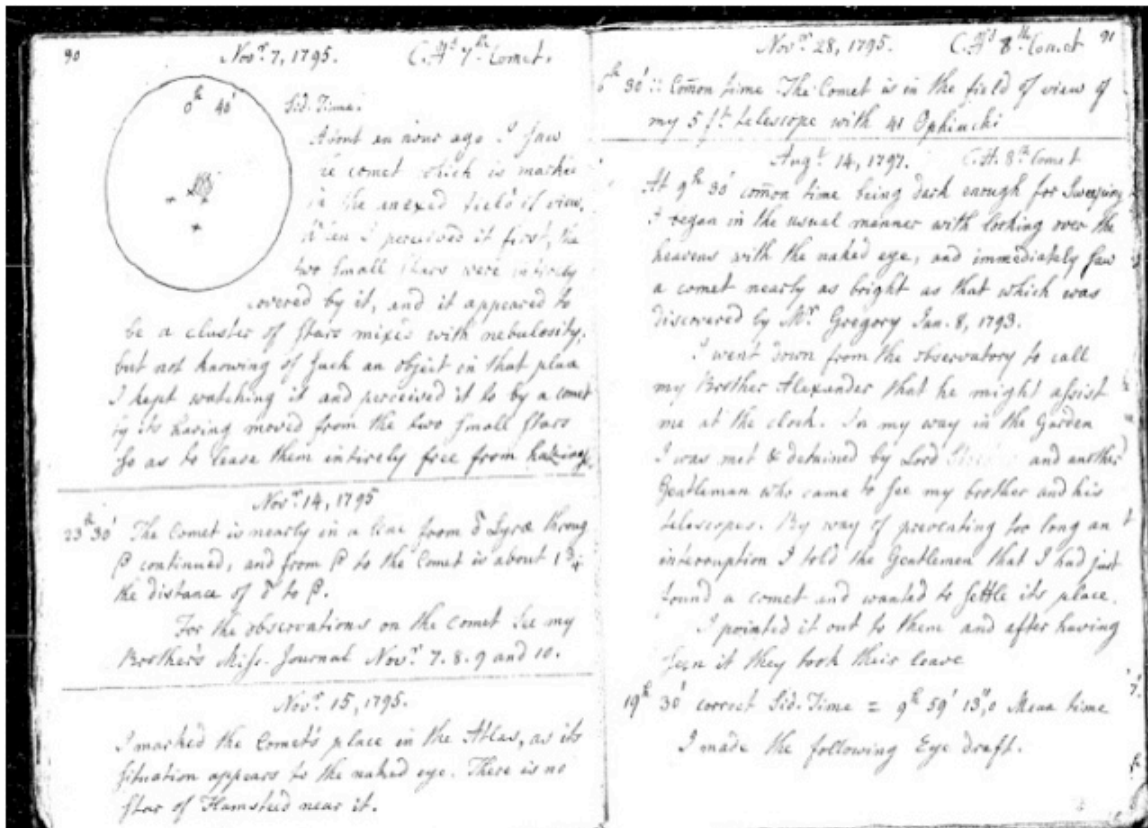 90
Novr. 7, 1795. C.H's 7th Comet.
0h 40' Sid. Time.
About an hour ago I saw
the comet which is marked
in the anexed field of view.
When I perceived it first, the
two small stars were intirely
covered by it, and it appeared to
be a cluster of stars mixed with nebulosity.
but not knowing of such an object in that place
I kept watching it and perceived it to by a comet
by its having moved from the two small stars
so as to leave them intirely free from
Novr. 14, 1795
23h 30' The Comet is nearly in a line from δ Lyræ throug
β continued, and from β to the Comet is about 1 3/4
the distance of δ to β.
For the observations on the Comet see my
Brother's Miss. Journal Novr. 7. 8. 9 and 10.
Novr. 15, 1795.
I marked the Comet's place in the Atlas, as its
situation appears to the naked eye. There is no
star of Flamsteed near it.
91
Novr. 28, 1795. C.H's 8th Comet
6h 30' :: Com̄on time The Comet is in the field of view of
my 5 ft telescope with 41 Ophiuchi
Augt. 14, 1797. C.H. 8th Comet
At 9h 30' com̄on time being dark enough for Sweeping
I began in the usual manner with looking over the
heavens with the naked eye, and immediately saw
a comet nearly as bright as that which was
discovered by Mr. Gregory Jan. 8, 1793.
I went down from the observatory to call
my Brother Alexander that he might assist
me at the clock. In my way in the Garden
I was met & detained by Lord and another
Gentleman who came to see my brother and his
telescopes. By way of preventing too long an
interruption I told the Gentlemen that I had just
found a comet and wanted to settle its place.
I pointed it out to them and after having
seen it they took their leave
19h 30' correct Sid. Time = 9h 59' 13",0 Mean time
I made the following Eye draft.